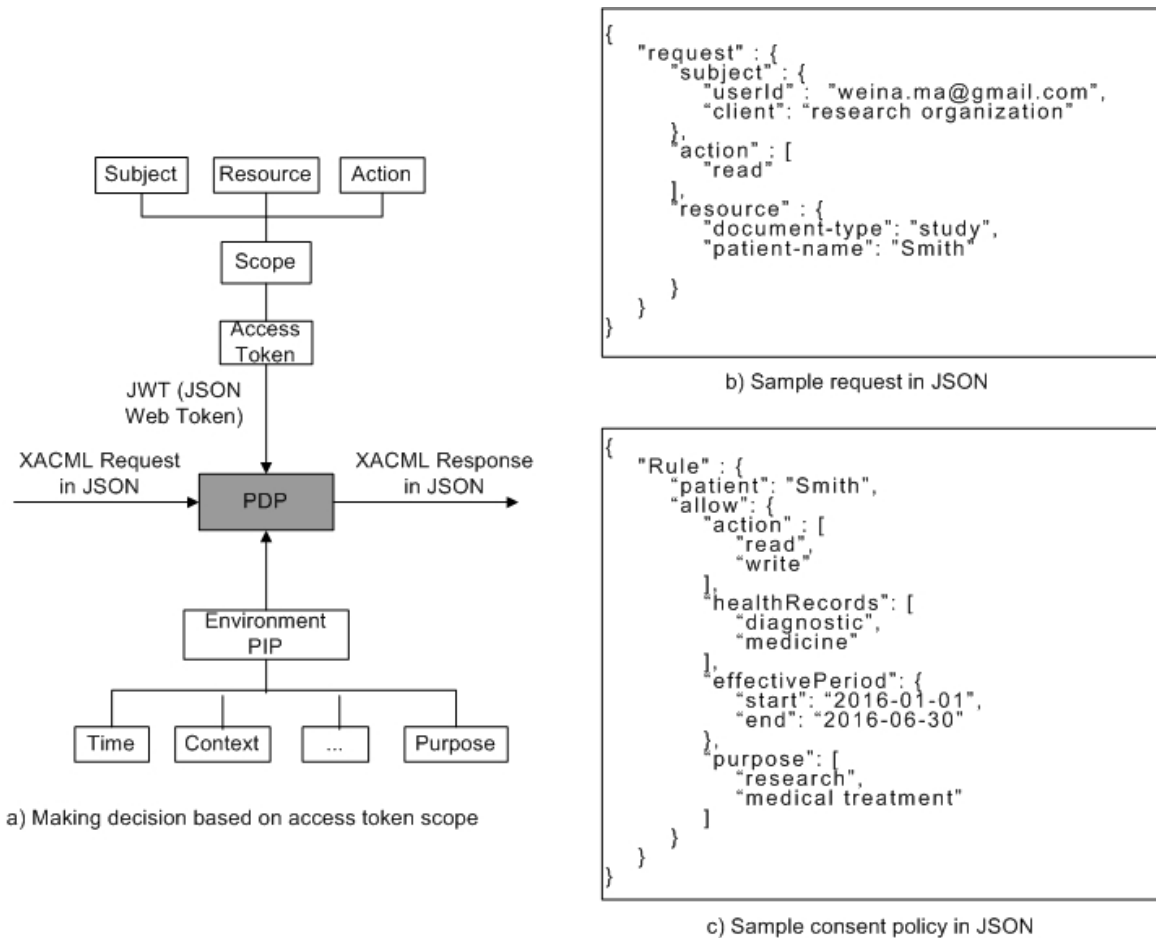 Subject
Resource
Action
Scope
Access
Token
JWT (JSON
Web Token)
XACML Request
in JSON
PDP
XACML Response
in JSON
Environment
PIP
Time
Context
...
Purpose
a) Making decision based on access token scope
{
"request" : {
"subject" : {
"userId" :  "weina.ma@gmail.com",
“client": “research organization”
},
"action" : [
"read"
],
"resource" : {
"document-type": "study",
"patient-name": "Smith"
}
}
}
b) Sample request in JSON
{
"Rule" : {
“patient": "Smith”,
“allow": {
"action" : [
"read”,
“write”
],
“healthRecords": [
“diagnostic”,
“medicine”
],
“effectivePeriod": {
“start": “2016-01-01”,
“end": “2016-06-30”
},
“purpose": [
“research”,
“medical treatment”
]
}
}
}
c) Sample consent policy in JSON